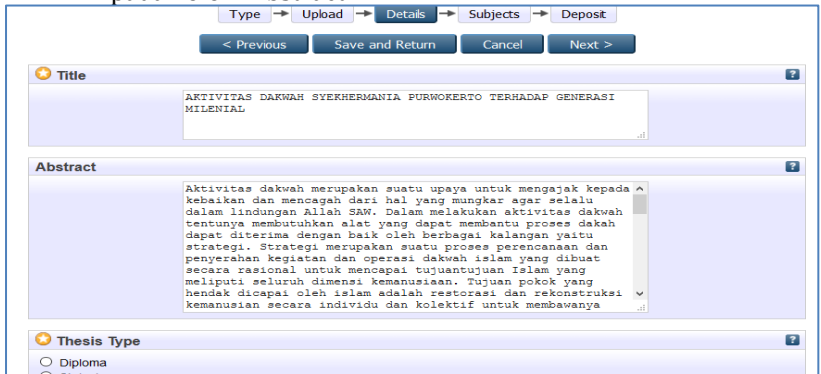 Type → Upload → Details → Subjects → Deposit
< Previous Save and Return Cancel Next >
Title ?
AKTIVITAS DAKWAH SYEKHERMANIA PURWOKERTO TERHADAP GENERASI
MILENIAL
Abstract ?
Aktivitas dakwah merupakan suatu upaya untuk mengajak kepada
kebaikan dan mencagah dari hal yang mungkar agar selalu
dalam lindungan Allah SAW. Dalam melakukan aktivitas dakwah
tentunya membutuhkan alat yang dapat membantu proses dakah
dapat diterima dengan baik oleh berbagai kalangan yaitu
strategi. Strategi merupakan suatu proses perencanaan dan
penyerahan kegiatan dan operasi dakwah islam yang dibuat
secara rasional untuk mencapai tujuantujuan Islam yang
meliputi seluruh dimensi kemanusiaan. Tujuan pokok yang
hendak dicapai oleh islam adalah restorasi dan rekonstruksi
kemanusian secara individu dan kolektif untuk membawanya
Thesis Type ?
Diploma